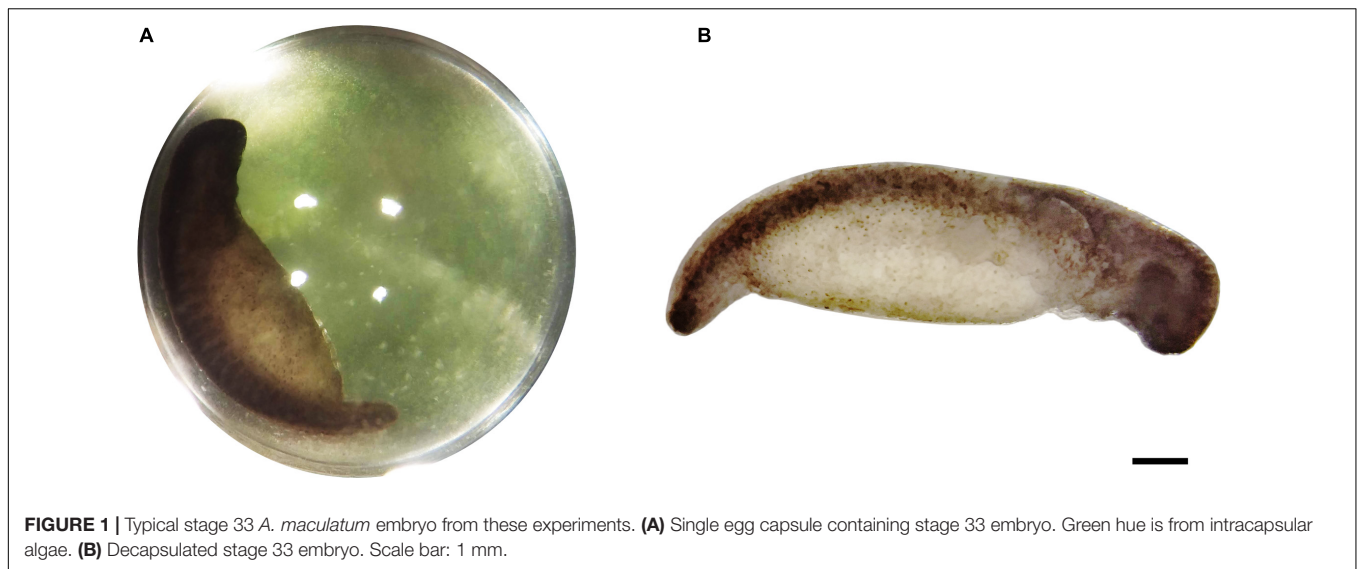 A
B
FIGURE 1 | Typical stage 33 A. maculatum embryo from these experiments. (A) Single egg capsule containing stage 33 embryo. Green hue is from intracapsular
algae. (B) Decapsulated stage 33 embryo. Scale bar: 1 mm.